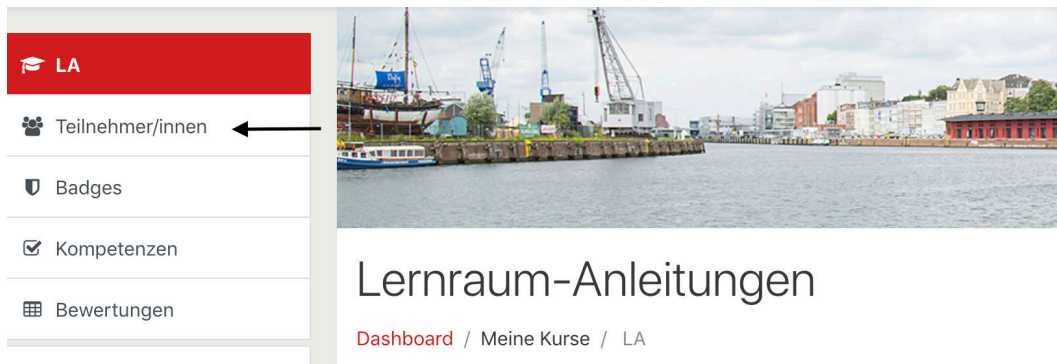 LA
Teilnehmer/innen
Badges
Kompetenzen
Bewertungen
Lernraum-Anleitungen
Dashboard / Meine Kurse / LA